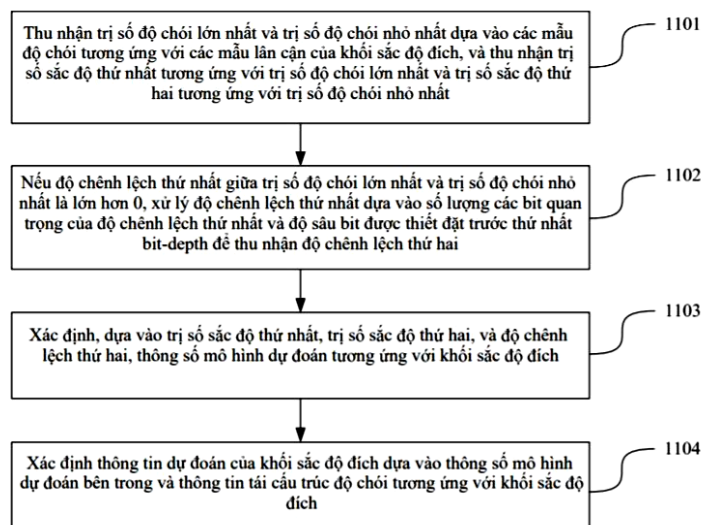 Thu nhận trị số độ chói lớn nhất và trị số độ chói nhỏ nhất dựa vào các mẫu
độ chói tương ứng với các mẫu lân cận của khối sắc độ đích, và thu nhận trị
số sắc độ thứ nhất tương ứng với trị số độ chói lớn nhất và trị số sắc độ thứ
hai tương ứng với trị số độ chói nhỏ nhất
1101
Nếu độ chênh lệch thứ nhất giữa trị số độ chói lớn nhất và trị số độ chói nhỏ
nhất là lớn hơn 0, xử lý độ chênh lệch thứ nhất dựa vào số lượng các bit quan
trọng của độ chênh lệch thứ nhất và độ sâu bit được thiết đặt trước thứ nhất
bit-depth để thu nhận độ chênh lệch thứ hai
1102
Xác định, dựa vào trị số sắc độ thứ nhất, trị số sắc độ thứ hai, và độ chênh
lệch thứ hai, thông số mô hình dự đoán tương ứng với khối sắc độ đích
1103
Xác định thông tin dự đoán của khối sắc độ đích dựa vào thông số mô hình
dự đoán bên trong và thông tin tái cấu trúc độ chói tương ứng với khối sắc độ
đích
1104